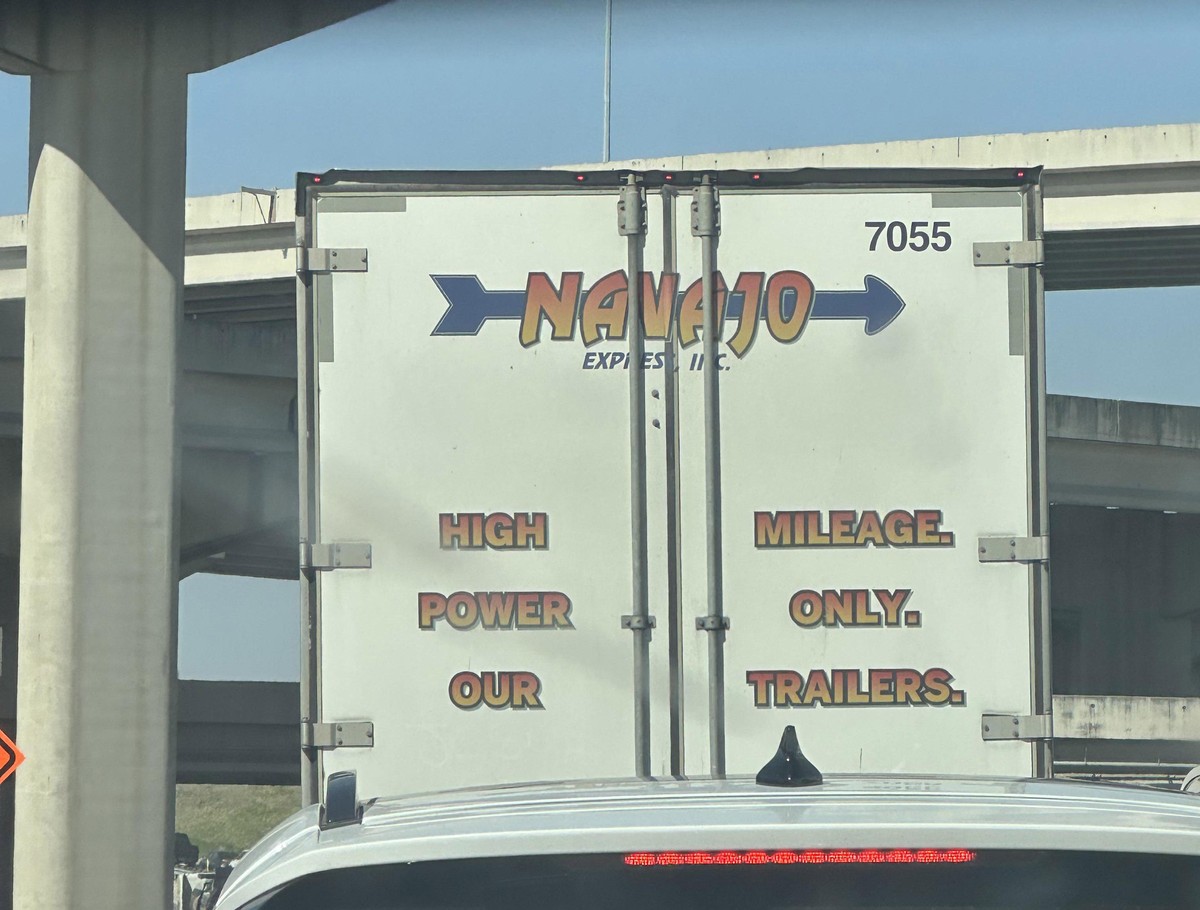 7055
NAVAJO
EXPRESS, INC.
HIGH MILEAGE.
POWER ONLY.
OUR TRAILERS.